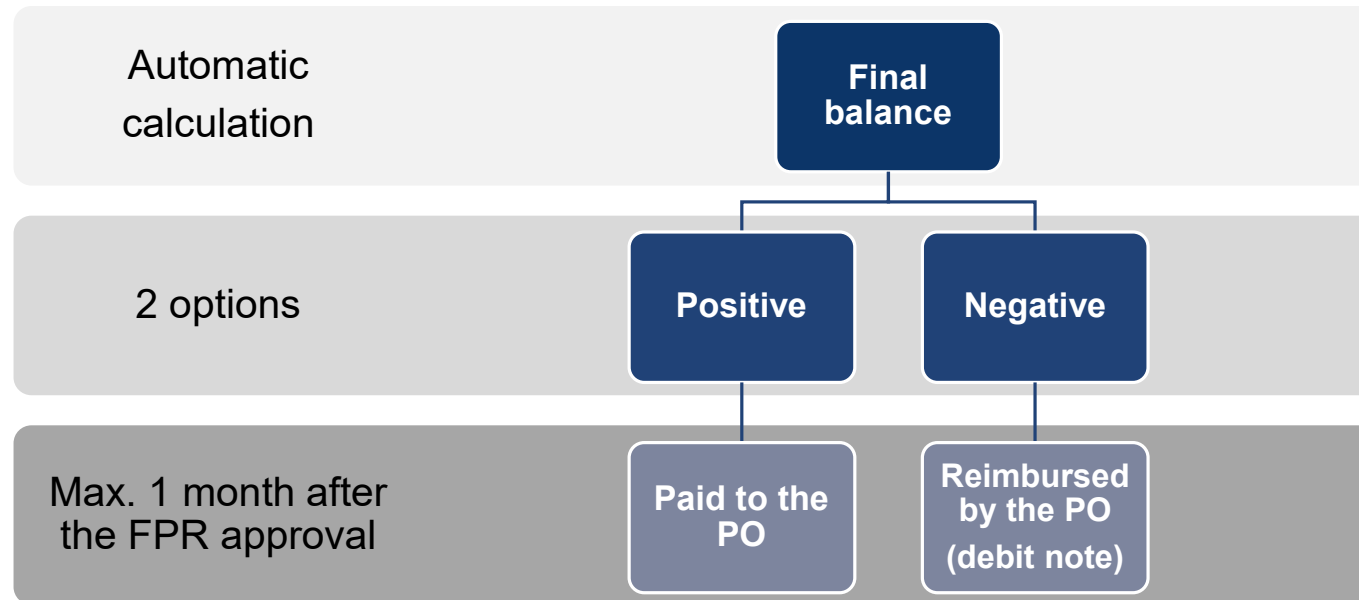 Automatic
calculation
Final
balance
2 options
Positive
Negative
Max. 1 month after
the FPR approval
Paid to the
PO
Reimbursed
by the PO
(debit note)